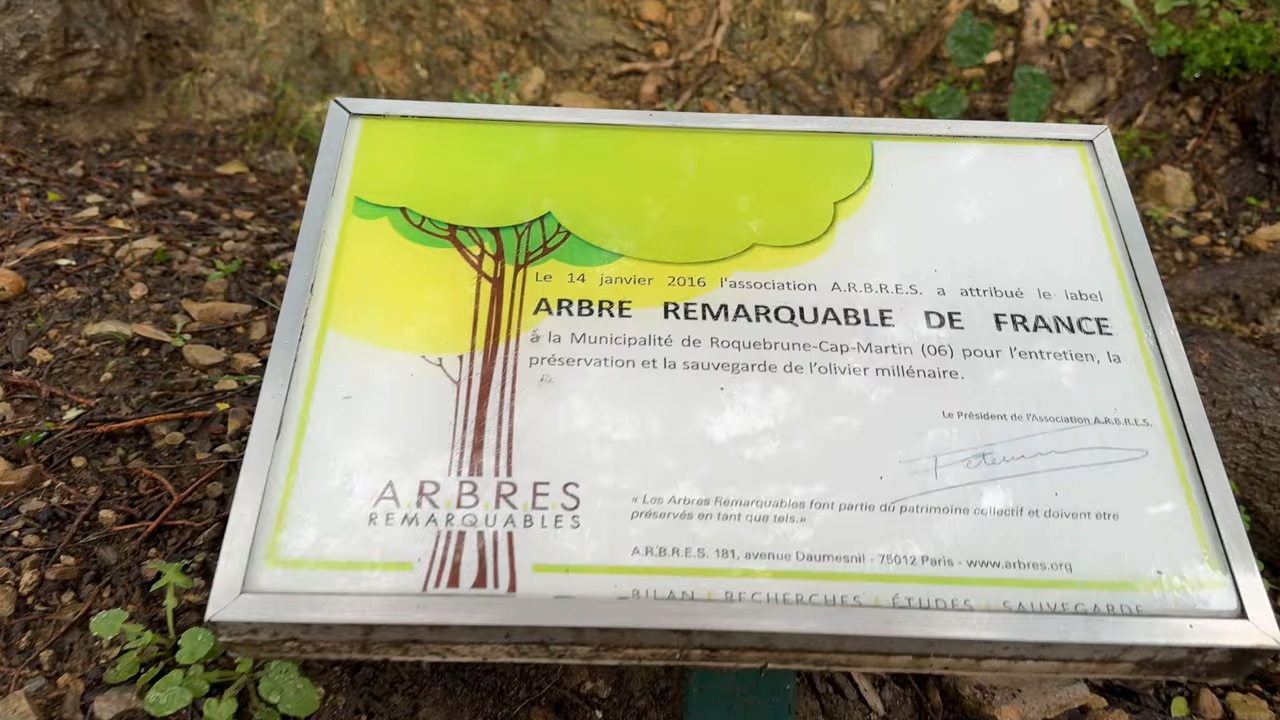 Le 14 janvier 2016 l'association A.R.B.R.E.S. a attribué le label
ARBRE REMARQUABLE DE FRANCE
à la Municipalité de Roquebrune-Cap-Martin (06) pour l'entretien, la
préservation et la sauvegarde de l'olivier millénaire.
Le Président de l'Association A.R.B.R.E.S.
A.R.B.R.E.S
REMARQUABLES
« Les Arbres Remarquables font partie du patrimoine collectif et doivent être
préservés en tant que tels.»
A.R.B.R.E.S. 181, avenue Daumesnil - 75012 Paris - www.arbres.org
BILAN | RECHERCHES | ÉTUDES | SAUVEGARDE